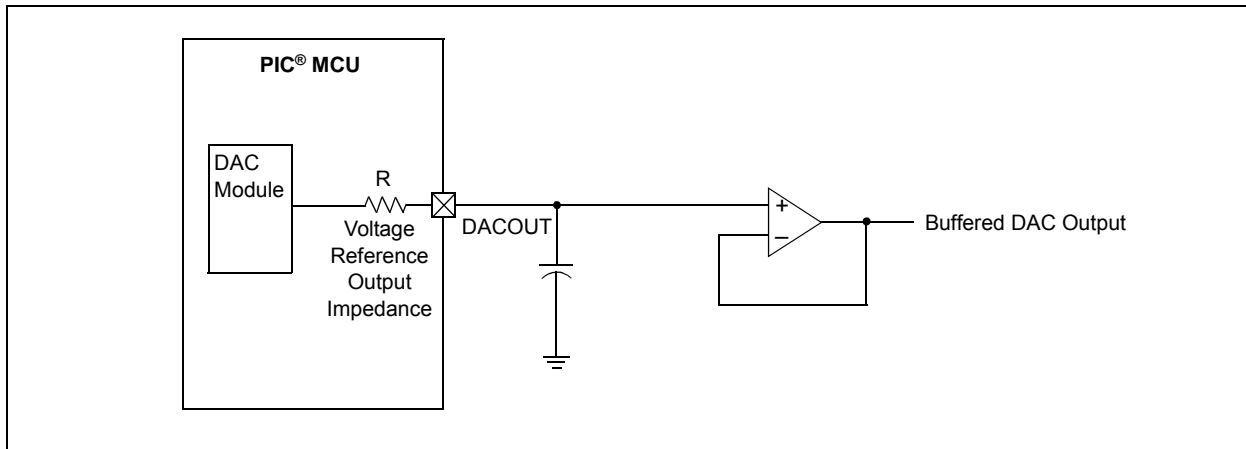 PIC® MCU
DAC
Module
R
Voltage
Reference
Output
Impedance
DACOUT
+
–
Buffered DAC Output